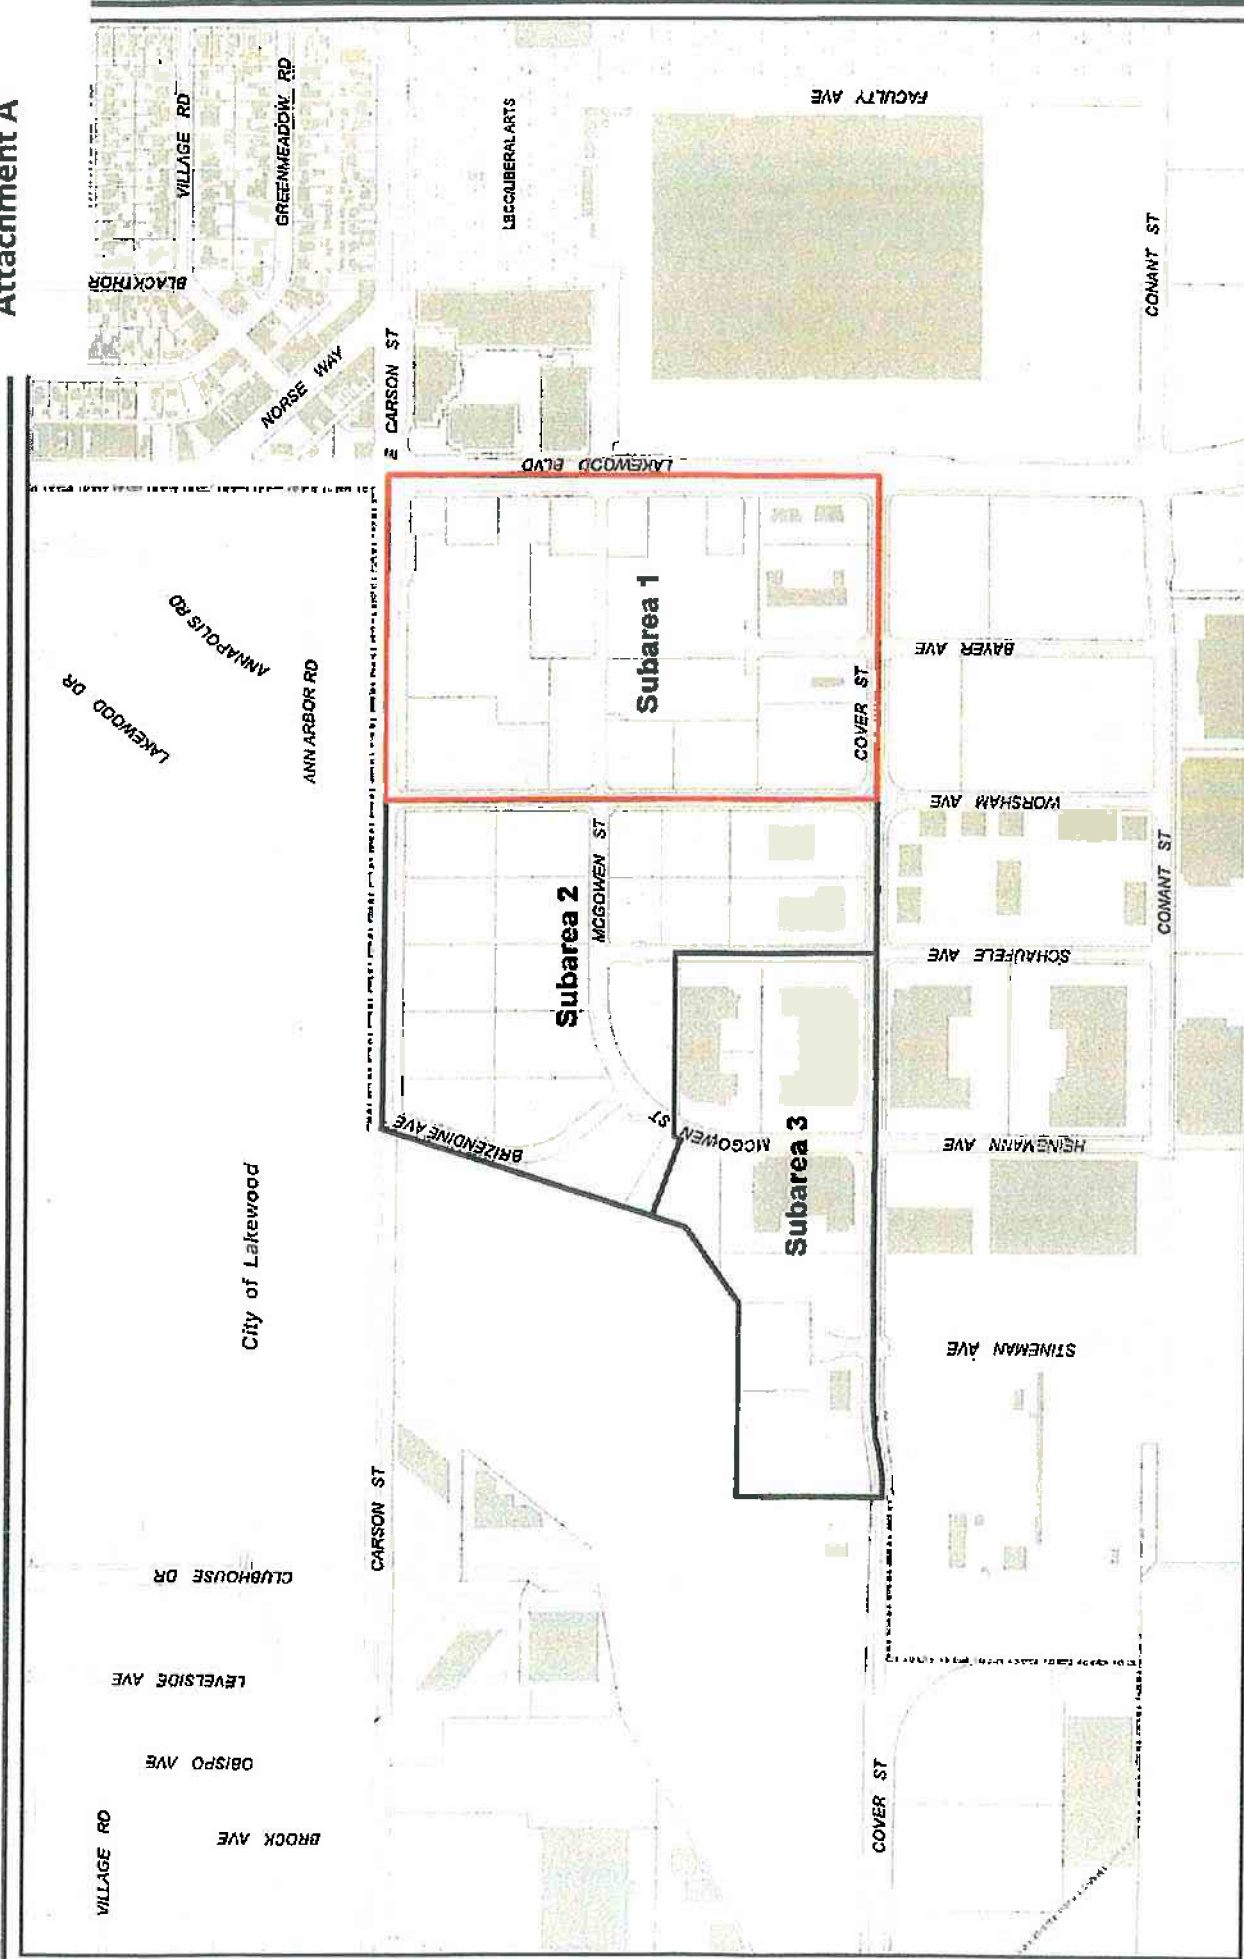 Attachment A
VILLAGE RD
GREENMEADOW RD
BLACKTHOR
NORSE WAY
E CARSON ST
LBCC/LIBERAL ARTS
FACULTY AVE
CONANT ST
LAKEWOOD BLVD
LAKEWOOD DR
ANNAPOLIS RD
ANN ARBOR RD
Subarea 1
COVER ST
BAYER AVE
WORSHAM AVE
MCGOWEN ST
Subarea 2
SCHAUFELE AVE
CONANT ST
BRIZENDINE AVE
MCGOWEN ST
Subarea 3
HEINEMANN AVE
City of Lakewood
STINEMAN AVE
CARSON ST
CLUBHOUSE DR
LEVELSIDE AVE
OBISPO AVE
BROCK AVE
VILLAGE RD
COVER ST